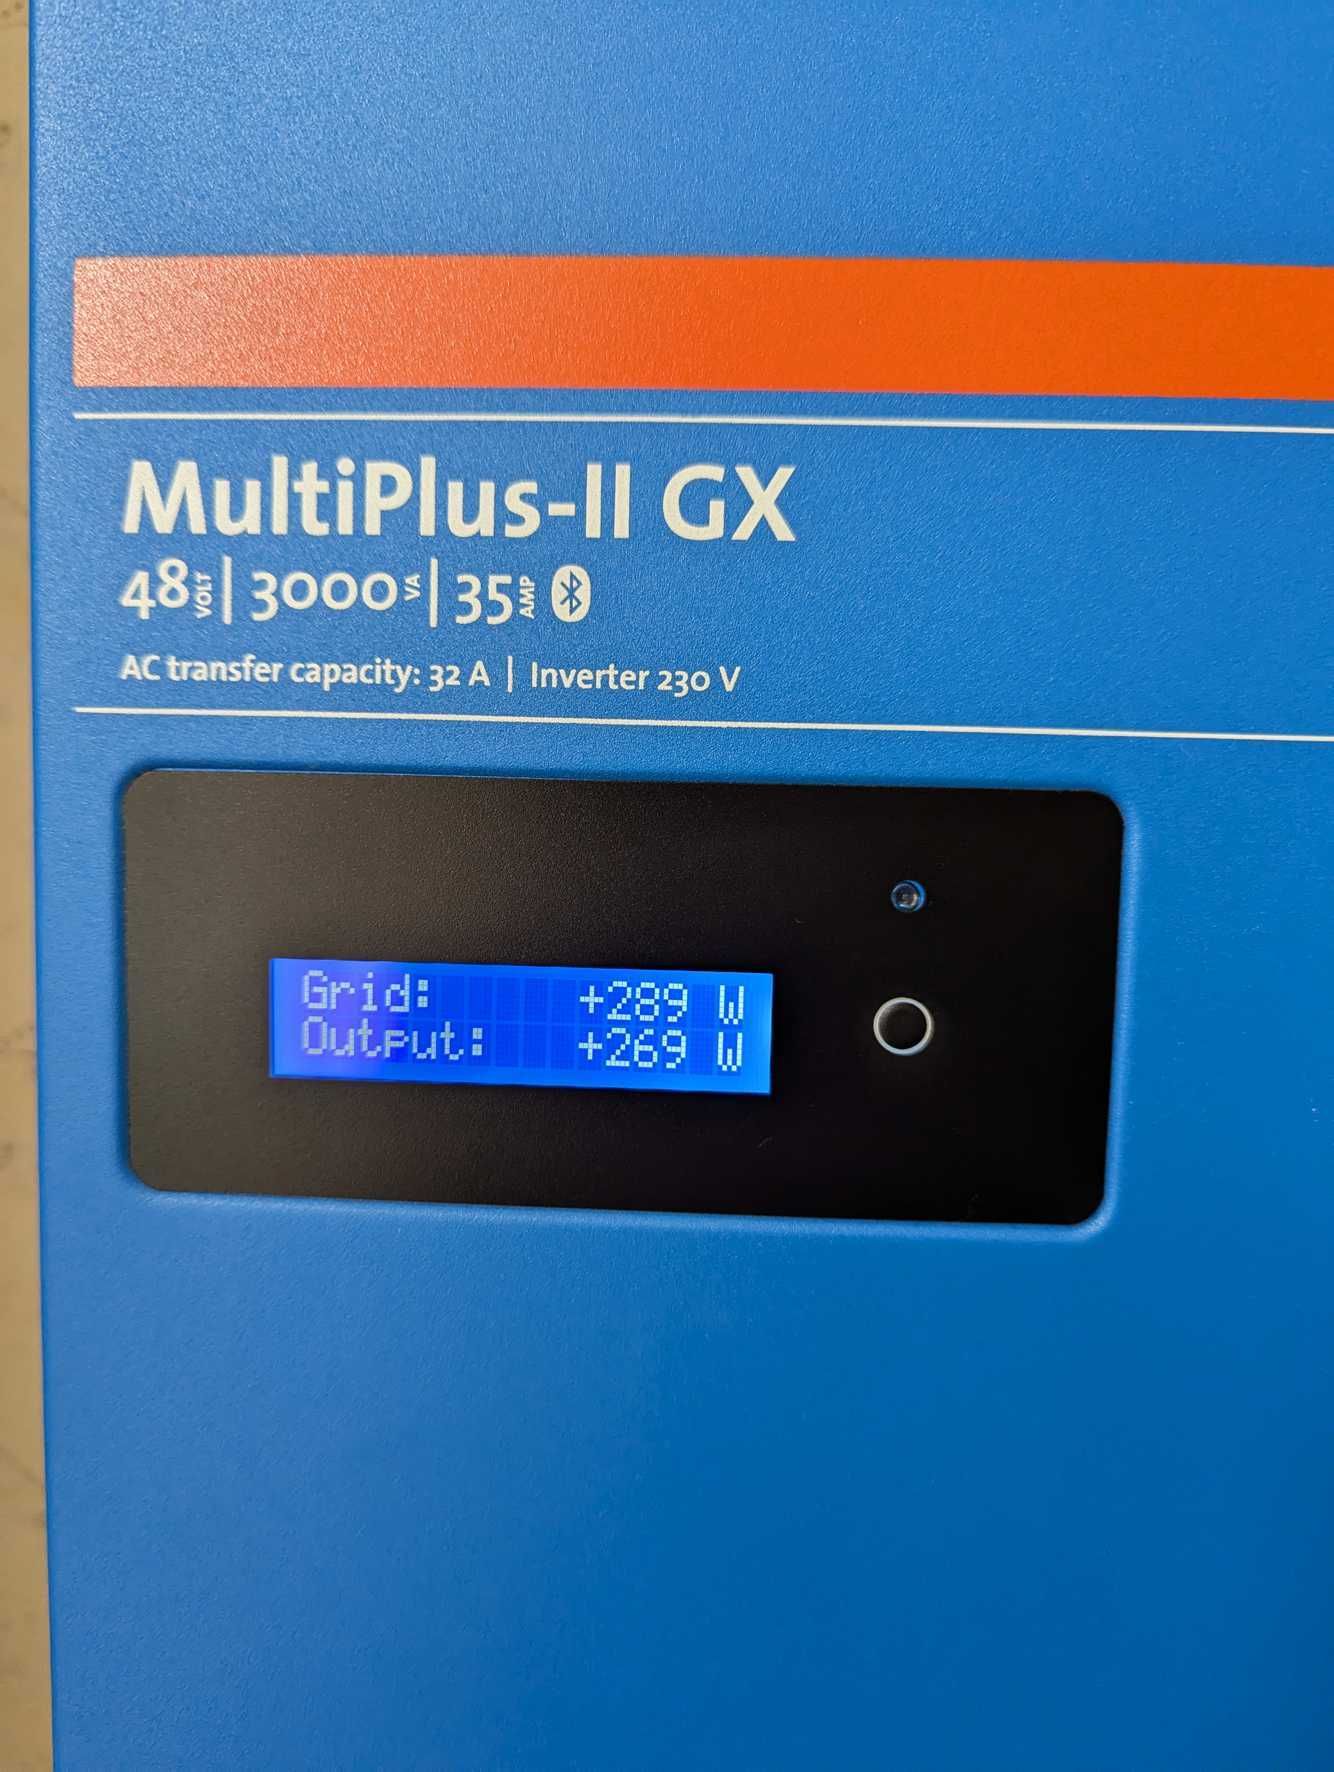 MultiPlus-II GX
48 VOLT | 3000 VA | 35 AMP
AC transfer capacity: 32 A | Inverter 230 V
Grid: +289 W
Output: +269 W